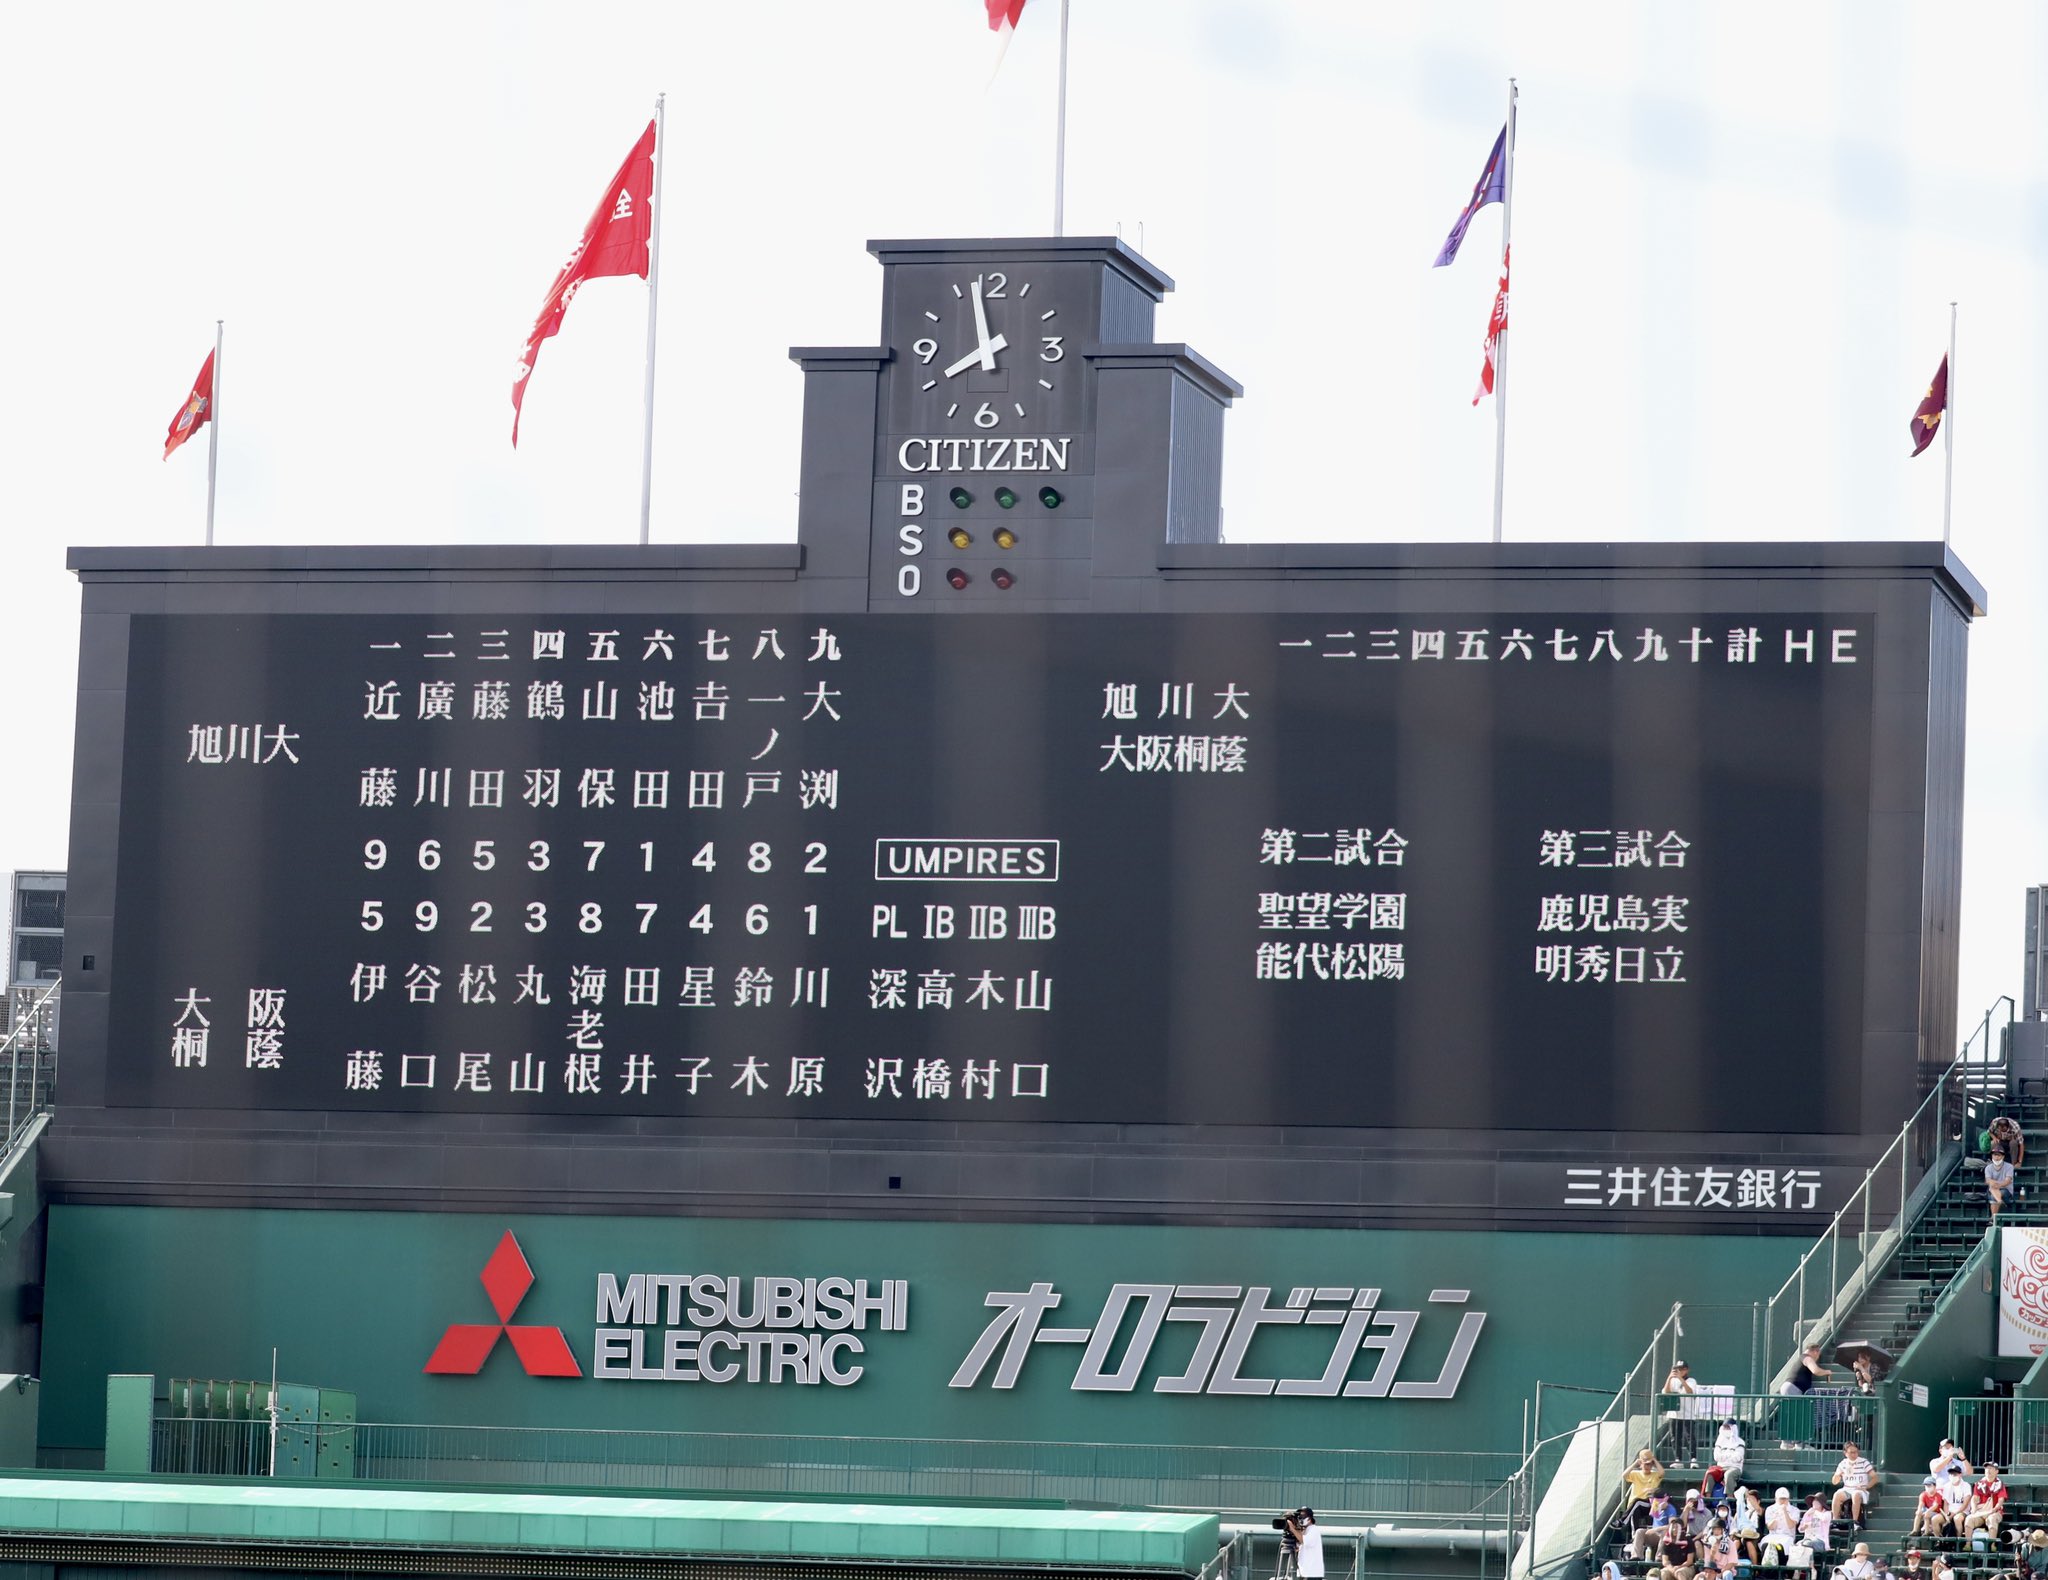 全
12
3
6
9
CITIZEN
B
S
O
一 二 三 四 五 六 七 八 九
旭川大
近藤 廣川 藤田 鶴羽 山保 池田 吉田 一ノ戸 大渕
9 6 5 3 7 1 4 8 2
5 9 2 3 8 7 4 6 1
大阪桐蔭
伊藤 谷口 松尾 丸山 海老根 田井 星子 鈴木 川原
UMPIRES
PL IB IIB IIIB
深沢 高橋 木村 山口
一 二 三 四 五 六 七 八 九 十 計 H E
旭川大
大阪桐蔭
第二試合
聖望学園
能代松陽
第三試合
鹿児島実
明秀日立
三井住友銀行
MITSUBISHI
ELECTRIC
オーロラビジョン